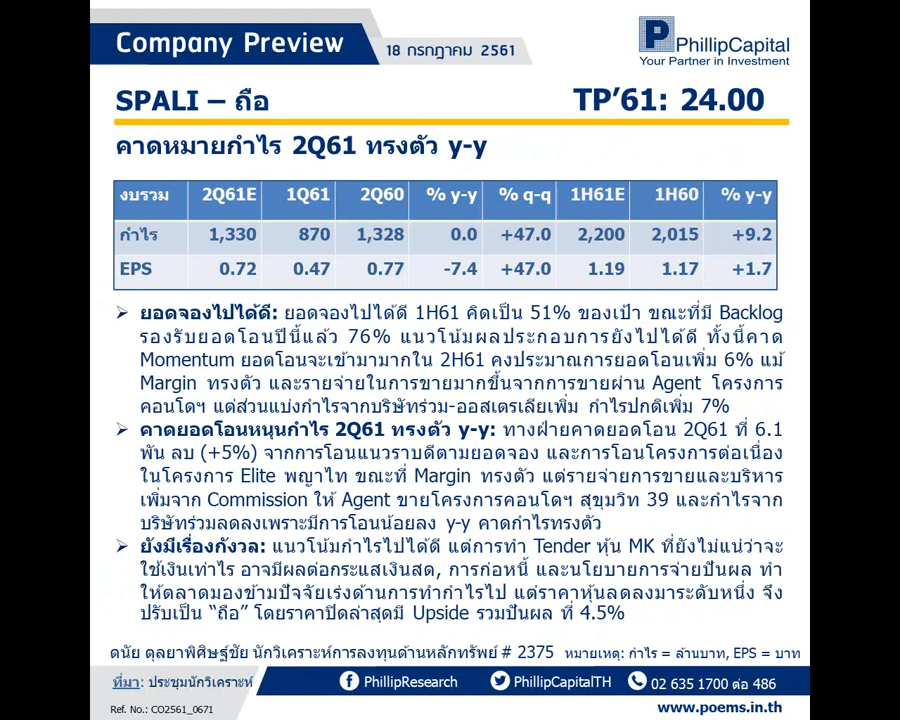 Company Preview
18 กรกฎาคม 2561
P PhillipCapital
Your Partner in Investment
SPALI – ถือ TP’61: 24.00
คาดหมายกำไร 2Q61 ทรงตัว y-y
งบรวม 2Q61E 1Q61 2Q60 % y-y % q-q 1H61E 1H60 % y-y
กำไร 1,330 870 1,328 0.0 +47.0 2,200 2,015 +9.2
EPS 0.72 0.47 0.77 -7.4 +47.0 1.19 1.17 +1.7
➢ ยอดจองไปได้ดี: ยอดจองไปได้ดี 1H61 คิดเป็น 51% ของเป้า ขณะที่มี Backlog
รองรับยอดโอนปีนี้แล้ว 76% แนวโน้มผลประกอบการยังไปได้ดี ทั้งนี้คาด
Momentum ยอดโอนจะเข้ามามากใน 2H61 คงประมาณการยอดโอนเพิ่ม 6% แม้
Margin ทรงตัว และรายจ่ายในการขายมากขึ้นจากการขายผ่าน Agent โครงการ
คอนโดฯ แต่ส่วนแบ่งกำไรจากบริษัทร่วม-ออสเตรเลียเพิ่ม กำไรปกติเพิ่ม 7%
➢ คาดยอดโอนหนุนกำไร 2Q61 ทรงตัว y-y: ทางฝ่ายคาดยอดโอน 2Q61 ที่ 6.1
พัน ลบ (+5%) จากการโอนแนวราบดีตามยอดจอง และการโอนโครงการต่อเนื่อง
ในโครงการ Elite พญาไท ขณะที่ Margin ทรงตัว แต่รายจ่ายการขายและบริหาร
เพิ่มจาก Commission ให้ Agent ขายโครงการคอนโดฯ สุขุมวิท 39 และกำไรจาก
บริษัทร่วมลดลงเพราะมีการโอนน้อยลง y-y คาดกำไรทรงตัว
➢ ยังมีเรื่องกังวล: แนวโน้มกำไรไปได้ดี แต่การทำ Tender หุ้น MK ที่ยังไม่แน่ว่าจะ
ใช้เงินเท่าไร อาจมีผลต่อกระแสเงินสด, การก่อหนี้ และนโยบายการจ่ายปันผล ทำ
ให้ตลาดมองข้ามปัจจัยเร่งด้านการทำกำไรไป แต่ราคาหุ้นลดลงมาระดับหนึ่ง จึง
ปรับเป็น “ถือ” โดยราคาปิดล่าสุดมี Upside รวมปันผล ที่ 4.5%
ดนัย ตุลยาพิศิษฐ์ชัย นักวิเคราะห์การลงทุนด้านหลักทรัพย์ # 2375 หมายเหตุ: กำไร = ล้านบาท, EPS = บาท
ที่มา: ประชุมนักวิเคราะห์ PhillipResearch PhillipCapitalTH 02 635 1700 ต่อ 486
Ref. No.: CO2561_0671 www.poems.in.th